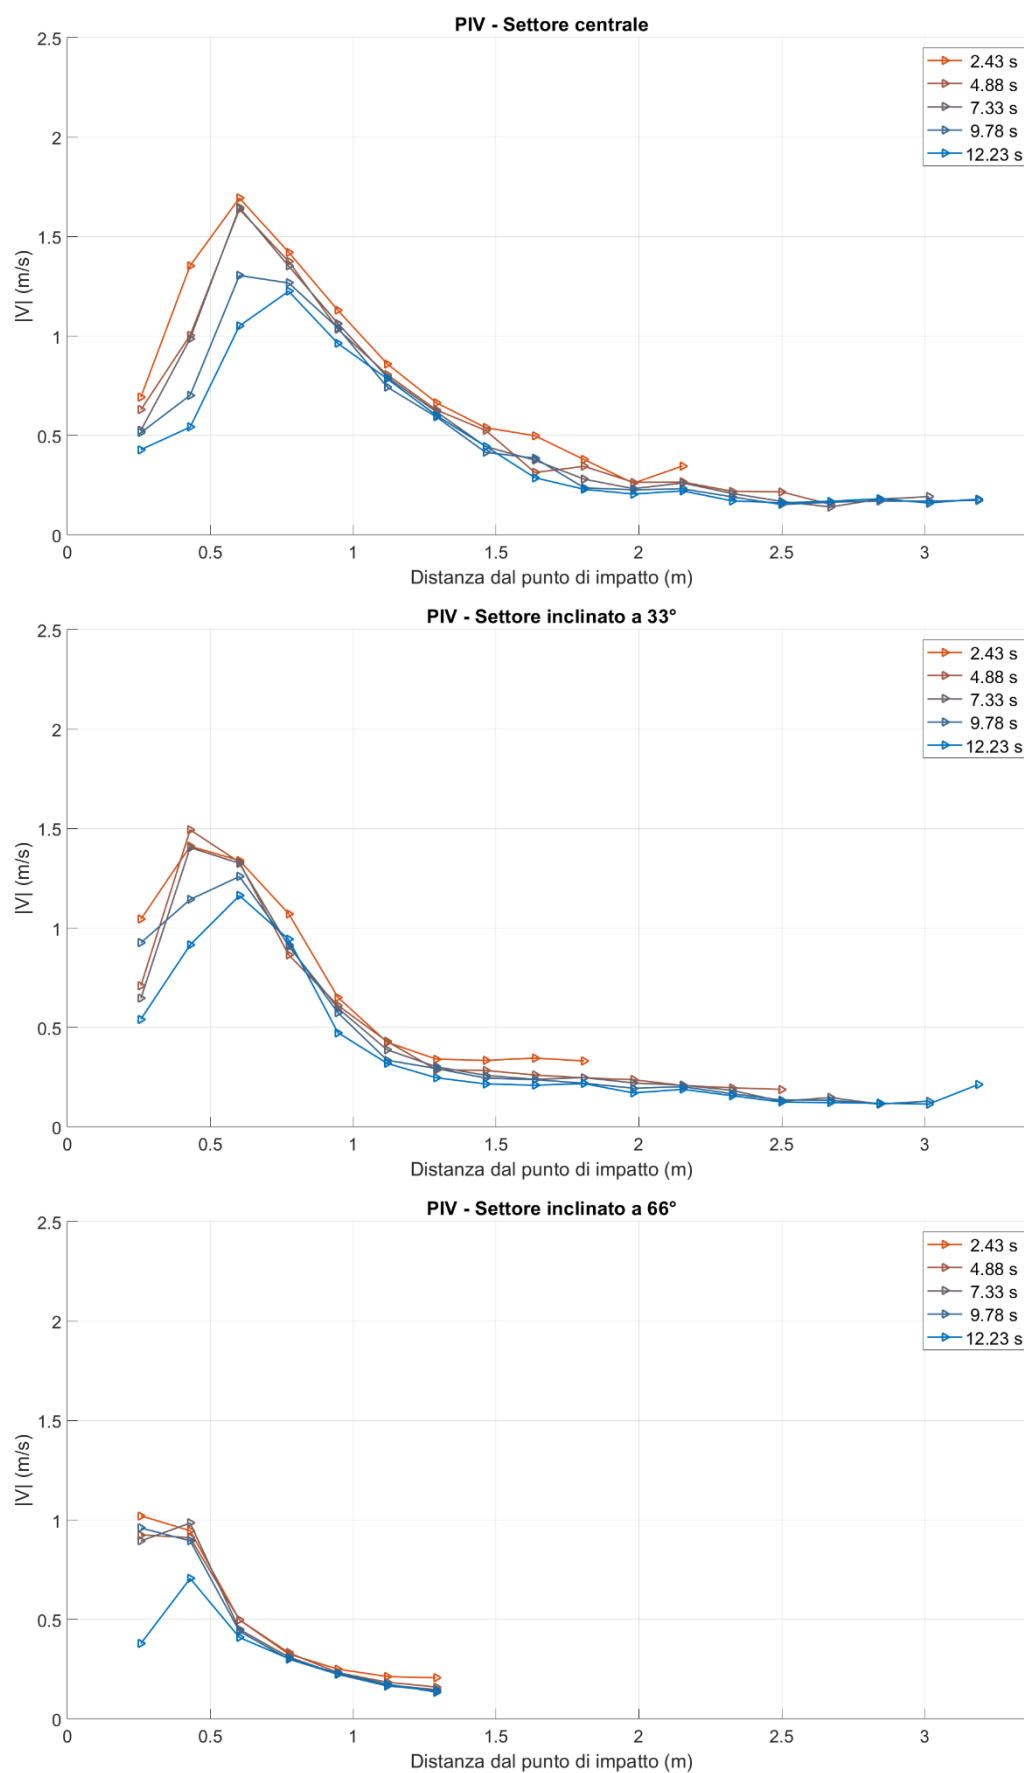 PIV - Settore centrale
2.5
2
1.5
1
0.5
0
|V| (m/s)
2.43 s
4.88 s
7.33 s
9.78 s
12.23 s
0 0.5 1 1.5 2 2.5 3
Distanza dal punto di impatto (m)
PIV - Settore inclinato a 33°
2.5
2
1.5
1
0.5
0
|V| (m/s)
2.43 s
4.88 s
7.33 s
9.78 s
12.23 s
0 0.5 1 1.5 2 2.5 3
Distanza dal punto di impatto (m)
PIV - Settore inclinato a 66°
2.5
2
1.5
1
0.5
0
|V| (m/s)
2.43 s
4.88 s
7.33 s
9.78 s
12.23 s
0 0.5 1 1.5 2 2.5 3
Distanza dal punto di impatto (m)